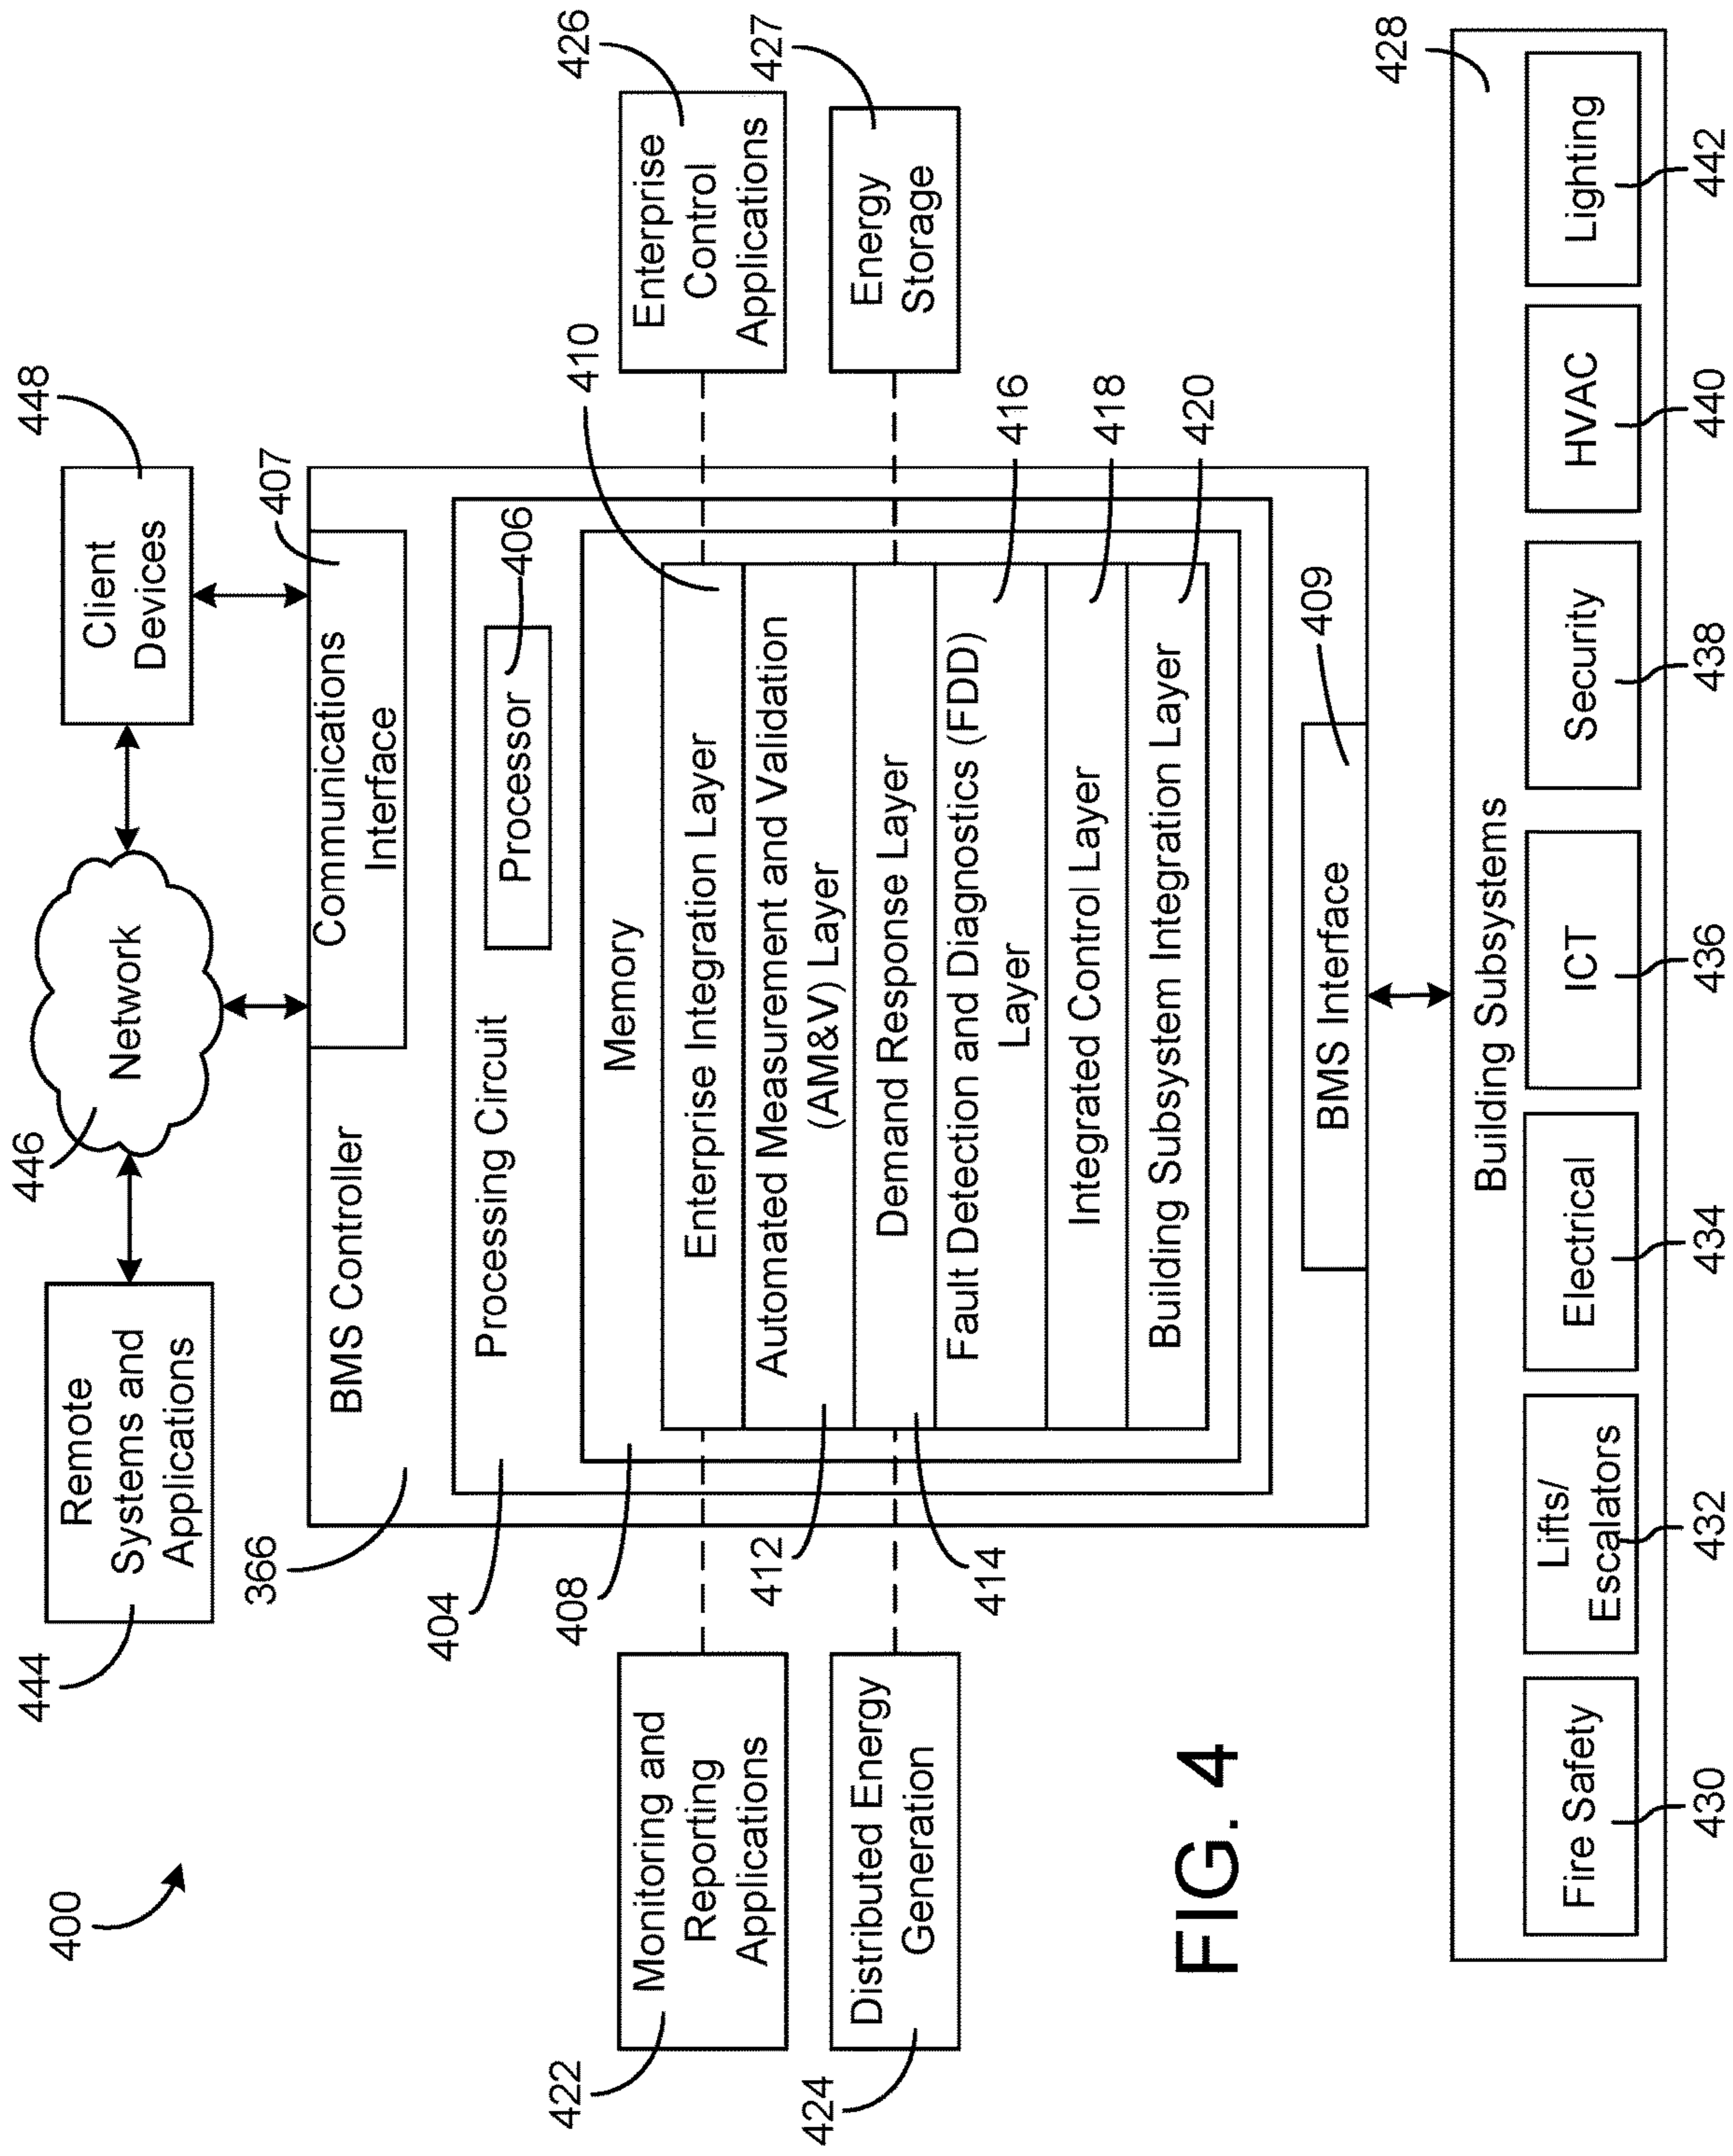 400
444
Remote
Systems and
Applications
446
Network
448
Client
Devices
366
BMS Controller
407
Communications
Interface
404
Processing Circuit
Processor
406
408
Memory
410
Enterprise Integration Layer
412
Automated Measurement and Validation
(AM&V) Layer
414
Demand Response Layer
Fault Detection and Diagnostics (FDD)
Layer
416
Integrated Control Layer
418
Building Subsystem Integration Layer
420
BMS Interface
409
422
Monitoring and
Reporting
Applications
424
Distributed Energy
Generation
426
Enterprise
Control
Applications
427
Energy
Storage
FIG. 4
Building Subsystems
428
Fire Safety
Lifts/
Escalators
Electrical
ICT
Security
HVAC
Lighting
430
432
434
436
438
440
442